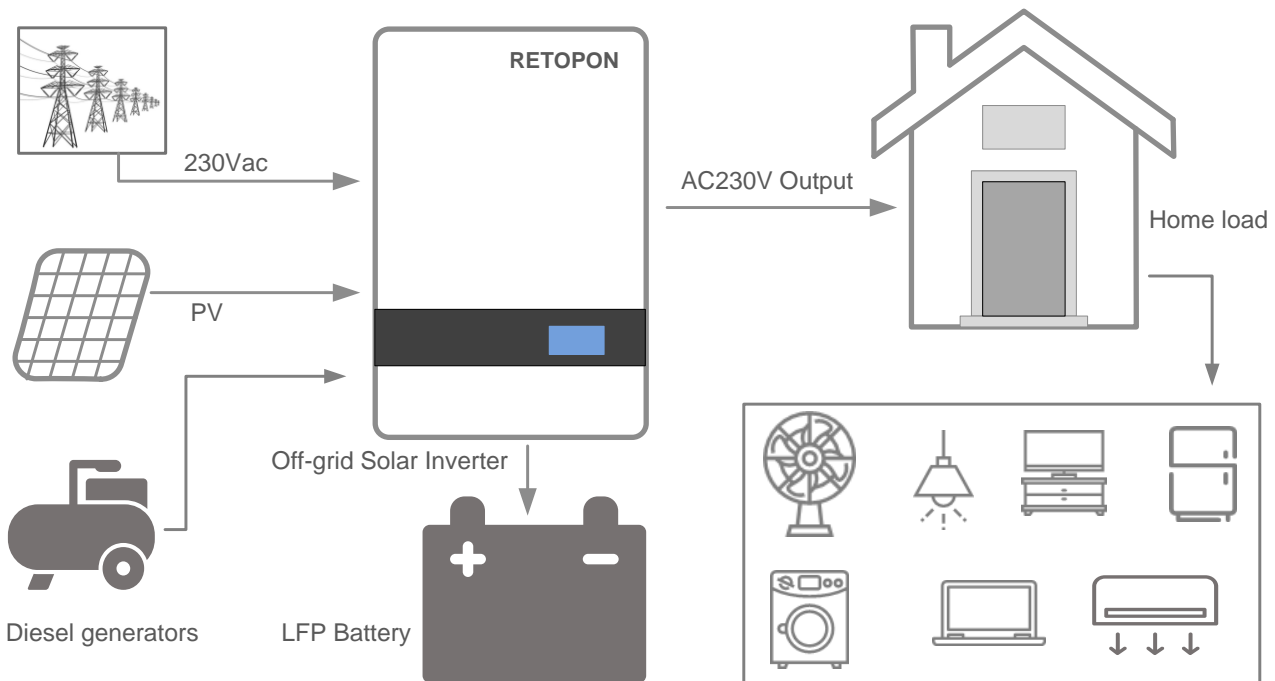 RETOPON
230Vac
AC230V Output
Home load
PV
Off-grid Solar Inverter
Diesel generators
LFP Battery